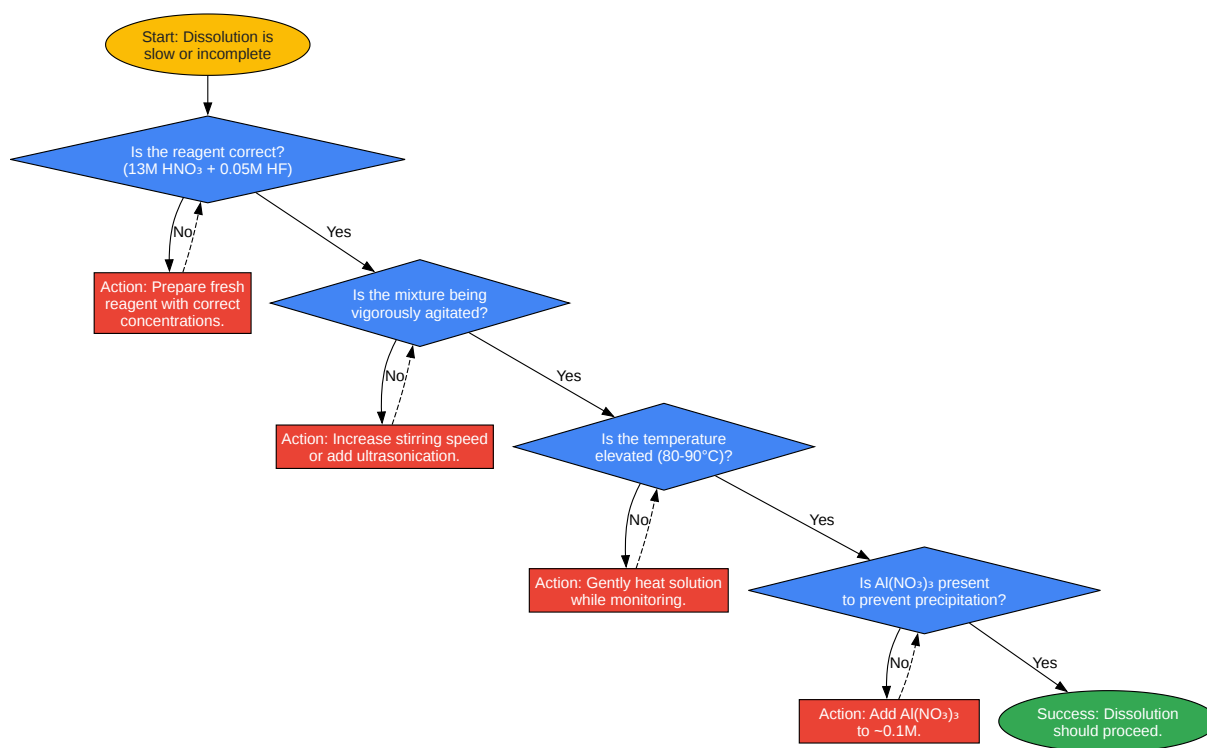 Start: Dissolution is
slow or incomplete
Is the reagent correct?
(13M HNO₃ + 0.05M HF)
No
Yes
Action: Prepare fresh
reagent with correct
concentrations.
Is the mixture being
vigorously agitated?
No
Yes
Action: Increase stirring speed
or add ultrasonication.
Is the temperature
elevated (80-90°C)?
No
Yes
Action: Gently heat solution
while monitoring.
Is Al(NO₃)₃ present
to prevent precipitation?
No
Yes
Action: Add Al(NO₃)₃
to ~0.1M.
Success: Dissolution
should proceed.